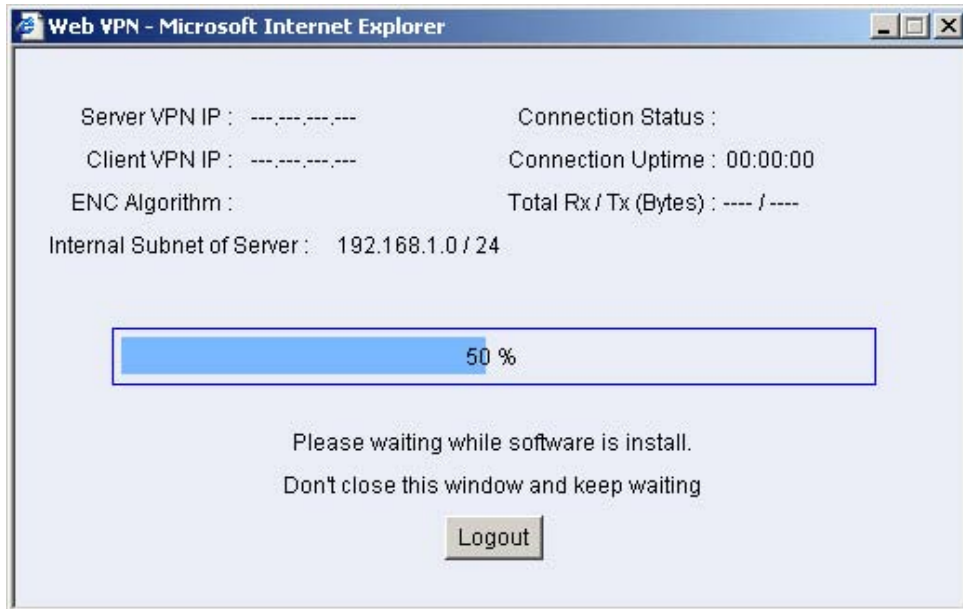 Web VPN - Microsoft Internet Explorer
Server VPN IP : ---.---.---.---
Connection Status :
Client VPN IP : ---.---.---.---
Connection Uptime : 00:00:00
ENC Algorithm :
Total Rx / Tx (Bytes) : ---- / ----
Internal Subnet of Server : 192.168.1.0 / 24
50 %
Please waiting while software is install.
Don't close this window and keep waiting
Logout